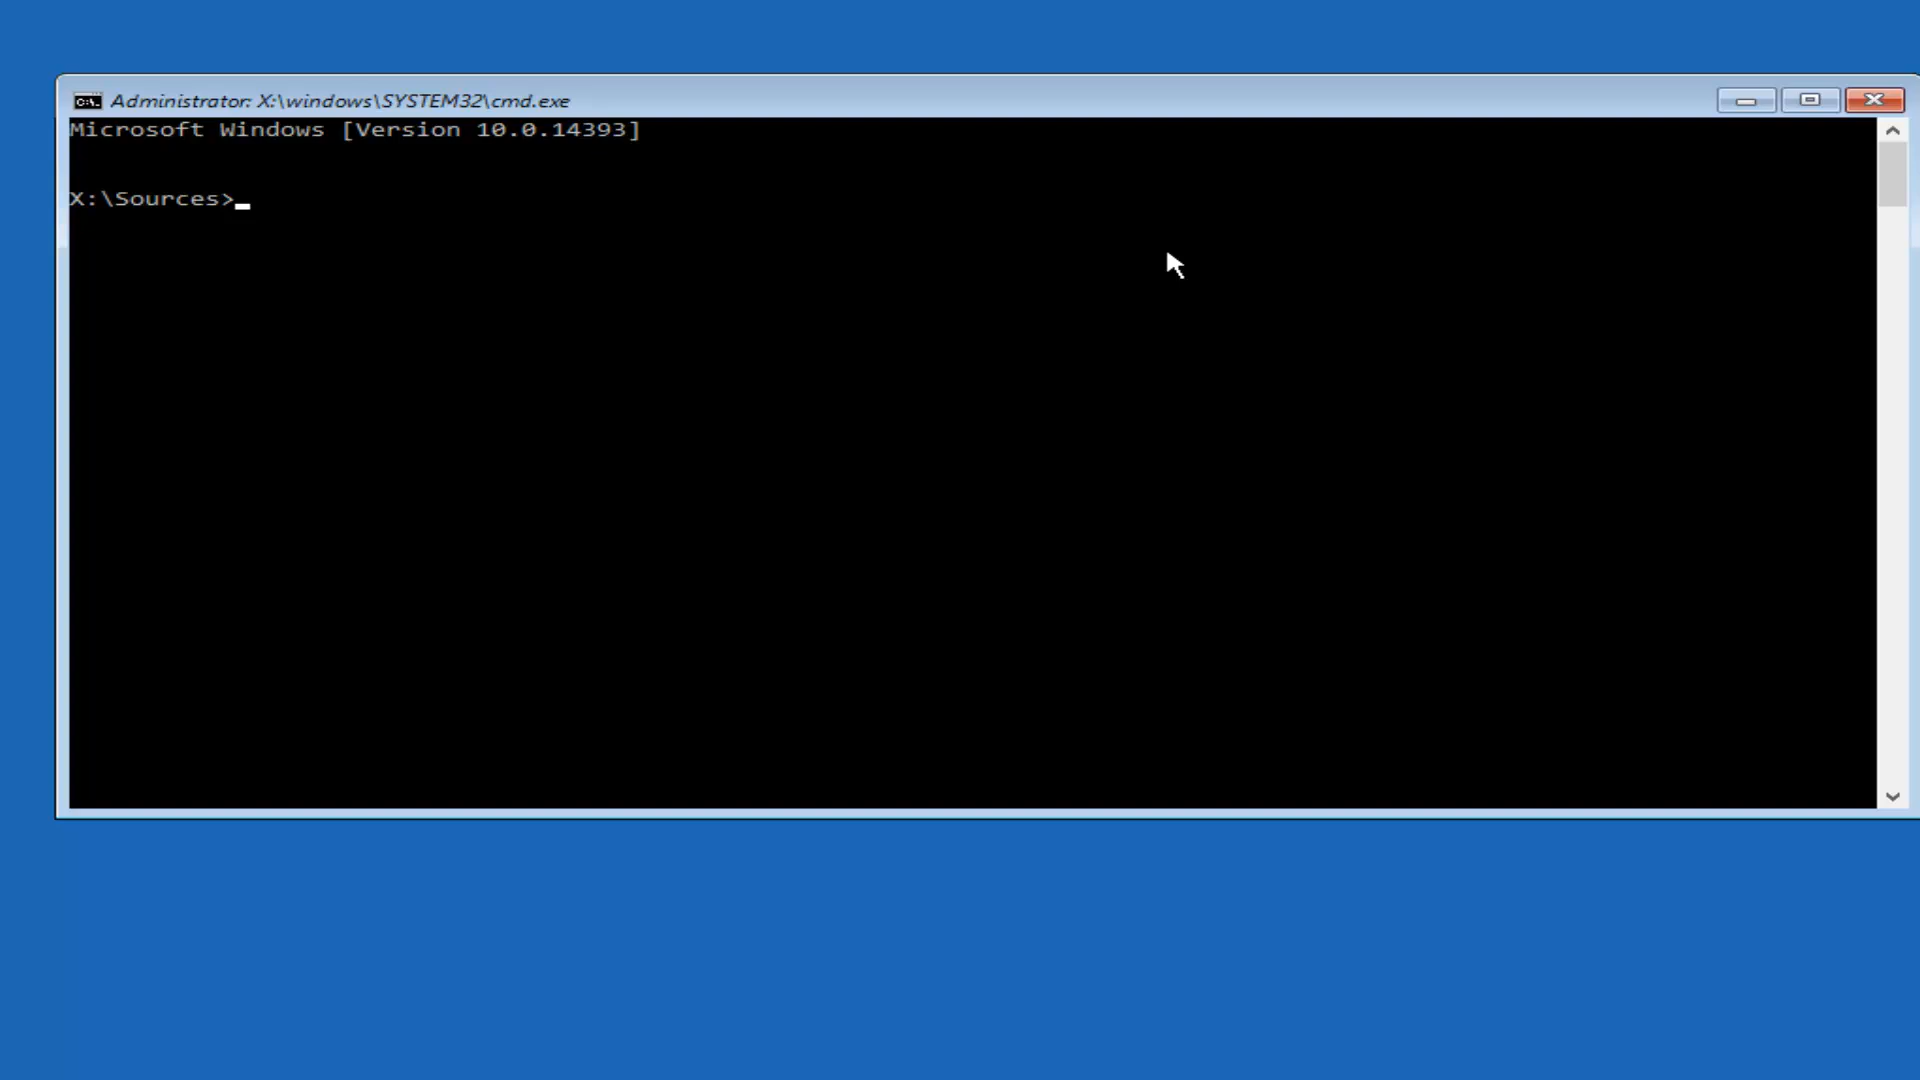 Administrator: X:\windows\SYSTEM32\cmd.exe
Microsoft Windows [Version 10.0.14393]
X:\Sources>